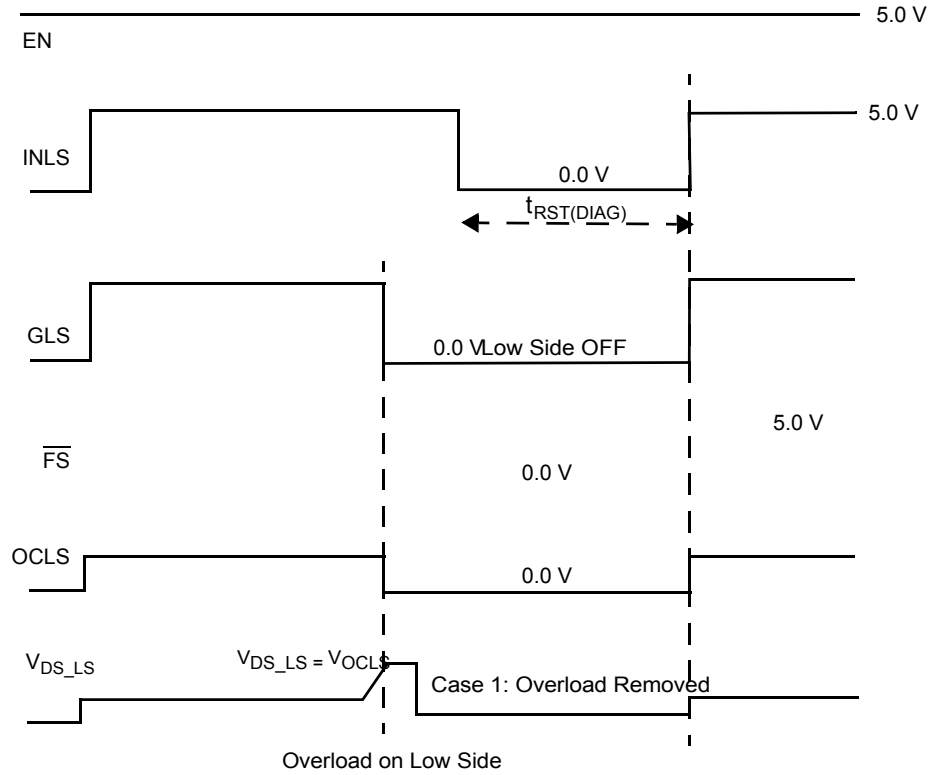 5.0 V
EN
5.0 V
INLS
0.0 V
tRST(DIAG)
GLS
0.0 VLow Side OFF
5.0 V
FS
0.0 V
OCLS
0.0 V
VDS_LS
VDS_LS = VOCLS
Case 1: Overload Removed
Overload on Low Side